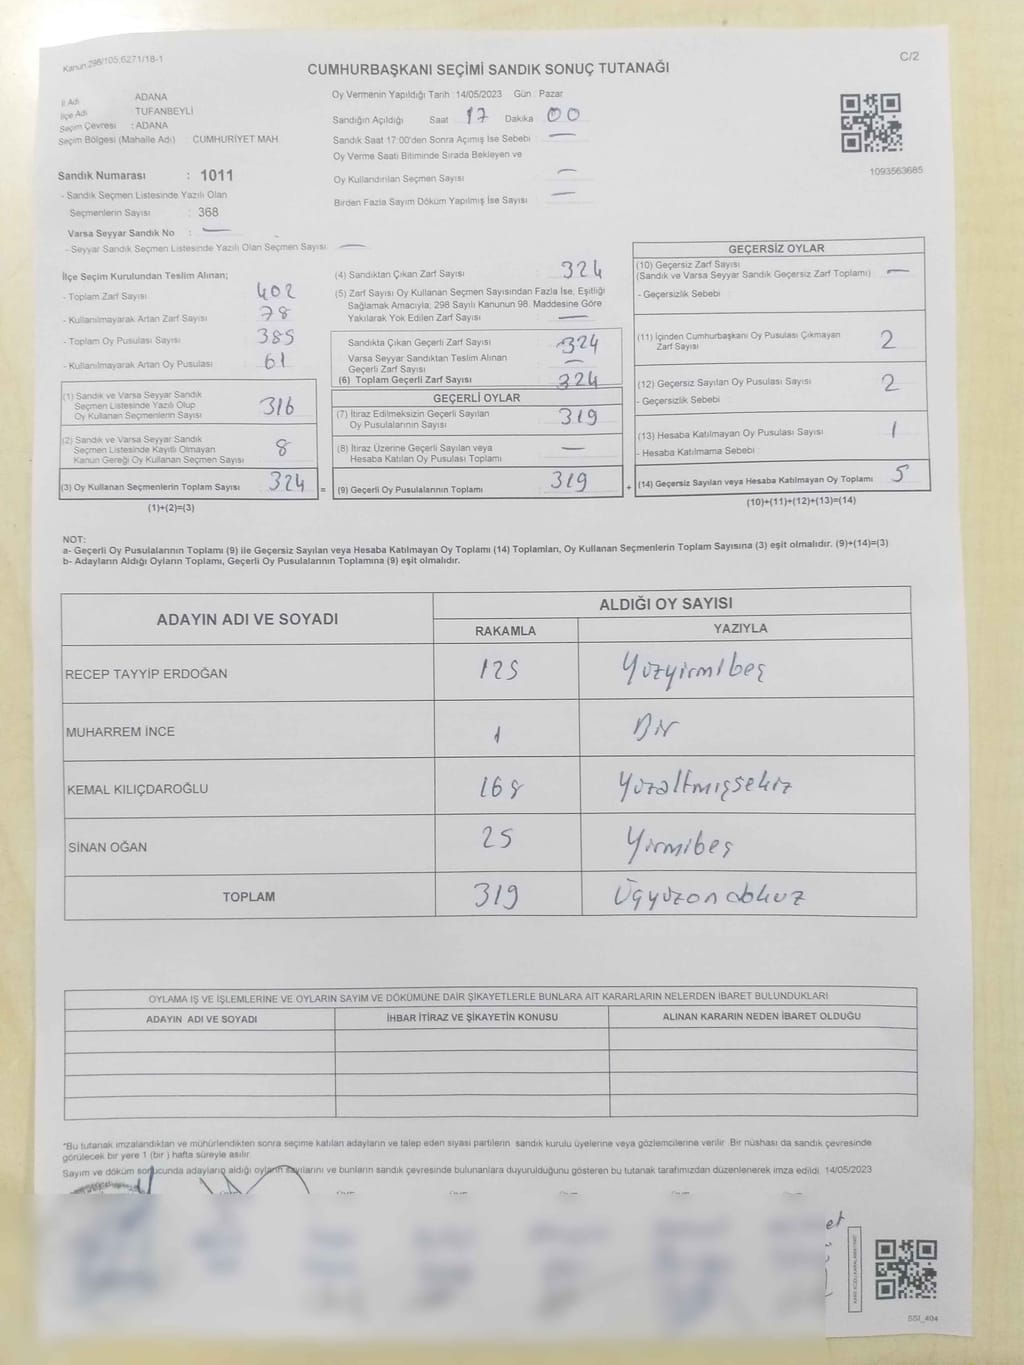 Kanun:298/105,6271/18-1
C/2
CUMHURBAŞKANI SEÇİMİ SANDIK SONUÇ TUTANAĞI
İl Adı ADANA
İlçe Adı TUFANBEYLİ
Seçim Çevresi : ADANA
Seçim Bölgesi (Mahalle Adı) CUMHURİYET MAH
Sandık Numarası : 1011
- Sandık Seçmen Listesinde Yazılı Olan
Seçmenlerin Sayısı : 368
Varsa Seyyar Sandık No : —
- Seyyar Sandık Seçmen Listesinde Yazılı Olan Seçmen Sayısı: —
Oy Vermenin Yapıldığı Tarih :14/05/2023 Gün : Pazar
Sandığın Açıldığı Saat 17 Dakika 00
Sandık Saat 17:00'den Sonra Açımış İse Sebebi —
Oy Verme Saati Bitiminde Sırada Bekleyen ve
Oy Kullandırılan Seçmen Sayısı —
Birden Fazla Sayım Döküm Yapılmış İse Sayısı —
1093563685
İlçe Seçim Kurulundan Teslim Alınan;
- Toplam Zarf Sayısı 402
- Kullanılmayarak Artan Zarf Sayısı 78
- Toplam Oy Pusulası Sayısı 385
- Kullanılmayarak Artan Oy Pusulası 61
(1) Sandık ve Varsa Seyyar Sandık
Seçmen Listesinde Yazılı Olup
Oy Kullanan Seçmenlerin Sayısı 316
(2) Sandık ve Varsa Seyyar Sandık
Seçmen Listesinde Kayıtlı Olmayan
Kanun Gereği Oy Kullanan Seçmen Sayısı 8
(3) Oy Kullanan Seçmenlerin Toplam Sayısı 324 =
(1)+(2)=(3)
(4) Sandıktan Çıkan Zarf Sayısı 324
(5) Zarf Sayısı Oy Kullanan Seçmen Sayısından Fazla İse, Eşitliği
Sağlamak Amacıyla; 298 Sayılı Kanunun 98. Maddesine Göre
Yakılarak Yok Edilen Zarf Sayısı —
Sandıkta Çıkan Geçerli Zarf Sayısı 324
Varsa Seyyar Sandıktan Teslim Alınan
Geçerli Zarf Sayısı —
(6) Toplam Geçerli Zarf Sayısı 324
GEÇERLİ OYLAR
(7) İtiraz Edilmeksizin Geçerli Sayılan
Oy Pusulalarının Sayısı 319
(8) İtiraz Üzerine Geçerli Sayılan veya
Hesaba Katılan Oy Pusulası Toplamı —
(9) Geçerli Oy Pusulalarının Toplamı 319 +
GEÇERSİZ OYLAR
(10) Geçersiz Zarf Sayısı
(Sandık ve Varsa Seyyar Sandık Geçersiz Zarf Toplamı) —
- Geçersizlik Sebebi
(11) İçinden Cumhurbaşkanı Oy Pusulası Çıkmayan
Zarf Sayısı 2
(12) Geçersiz Sayılan Oy Pusulası Sayısı 2
- Geçersizlik Sebebi
(13) Hesaba Katılmayan Oy Pusulası Sayısı 1
- Hesaba Katılmama Sebebi
(14) Geçersiz Sayılan veya Hesaba Katılmayan Oy Toplamı 5
(10)+(11)+(12)+(13)=(14)
NOT:
a- Geçerli Oy Pusulalarının Toplamı (9) ile Geçersiz Sayılan veya Hesaba Katılmayan Oy Toplamı (14) Toplamları, Oy Kullanan Seçmenlerin Toplam Sayısına (3) eşit olmalıdır. (9)+(14)=(3)
b- Adayların Aldığı Oyların Toplamı, Geçerli Oy Pusulalarının Toplamına (9) eşit olmalıdır.
ADAYIN ADI VE SOYADI
ALDIĞI OY SAYISI
RAKAMLA YAZIYLA
RECEP TAYYİP ERDOĞAN 125 Yüzyirmibeş
MUHARREM İNCE 1 Bir
KEMAL KILIÇDAROĞLU 168 Yüzaltmışsekiz
SİNAN OĞAN 25 Yirmibeş
TOPLAM 319 Üçyüzondokuz
OYLAMA İŞ VE İŞLEMLERİNE VE OYLARIN SAYIM VE DÖKÜMÜNE DAİR ŞİKAYETLERLE BUNLARA AİT KARARLARIN NELERDEN İBARET BULUNDUKLARI
ADAYIN ADI VE SOYADI İHBAR İTİRAZ VE ŞİKAYETİN KONUSU ALINAN KARARIN NEDEN İBARET OLDUĞU
*Bu tutanak imzalandıktan ve mühürlendikten sonra seçime katılan adayların ve talep eden siyasi partilerin sandık kurulu üyelerine veya gözlemcilerine verilir. Bir nüshası da sandık çevresinde
görülecek bir yere 1 (bir ) hafta süreyle asılır.
Sayım ve döküm sonucunda adayların aldığı oyların sayılarını ve bunların sandık çevresinde bulunanlara duyurulduğunu gösteren bu tutanak tarafımızdan düzenlenerek imza edildi. 14/05/2023
SSI_404